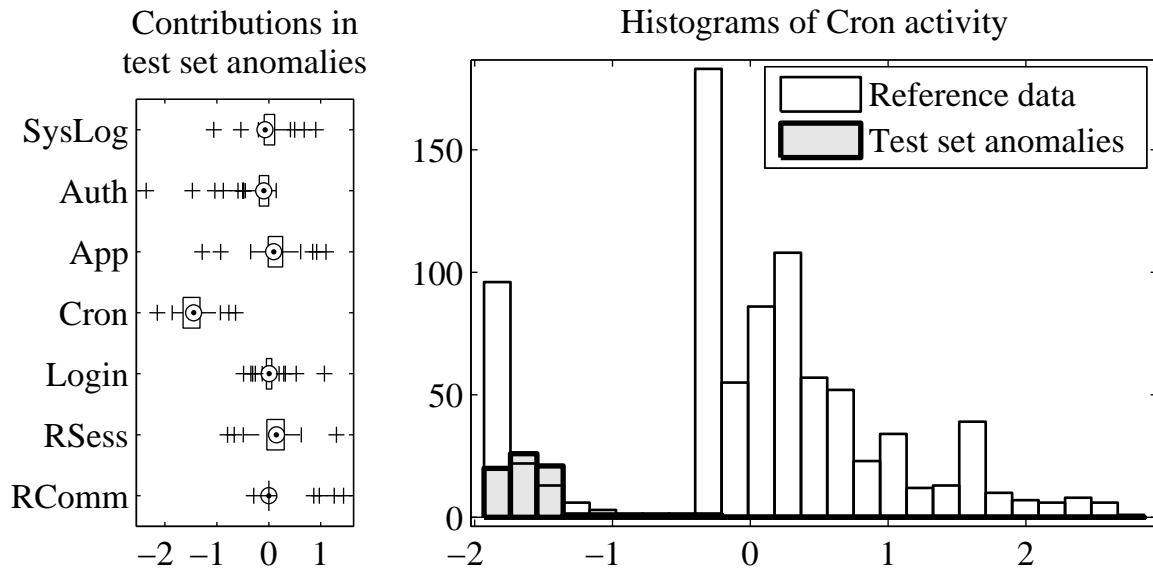 Contributions in
test set anomalies
SysLog
Auth
App
Cron
Login
RSess
RComm
−2 −1 0 1
Histograms of Cron activity
Reference data
Test set anomalies
150
100
50
0
−2 −1 0 1 2